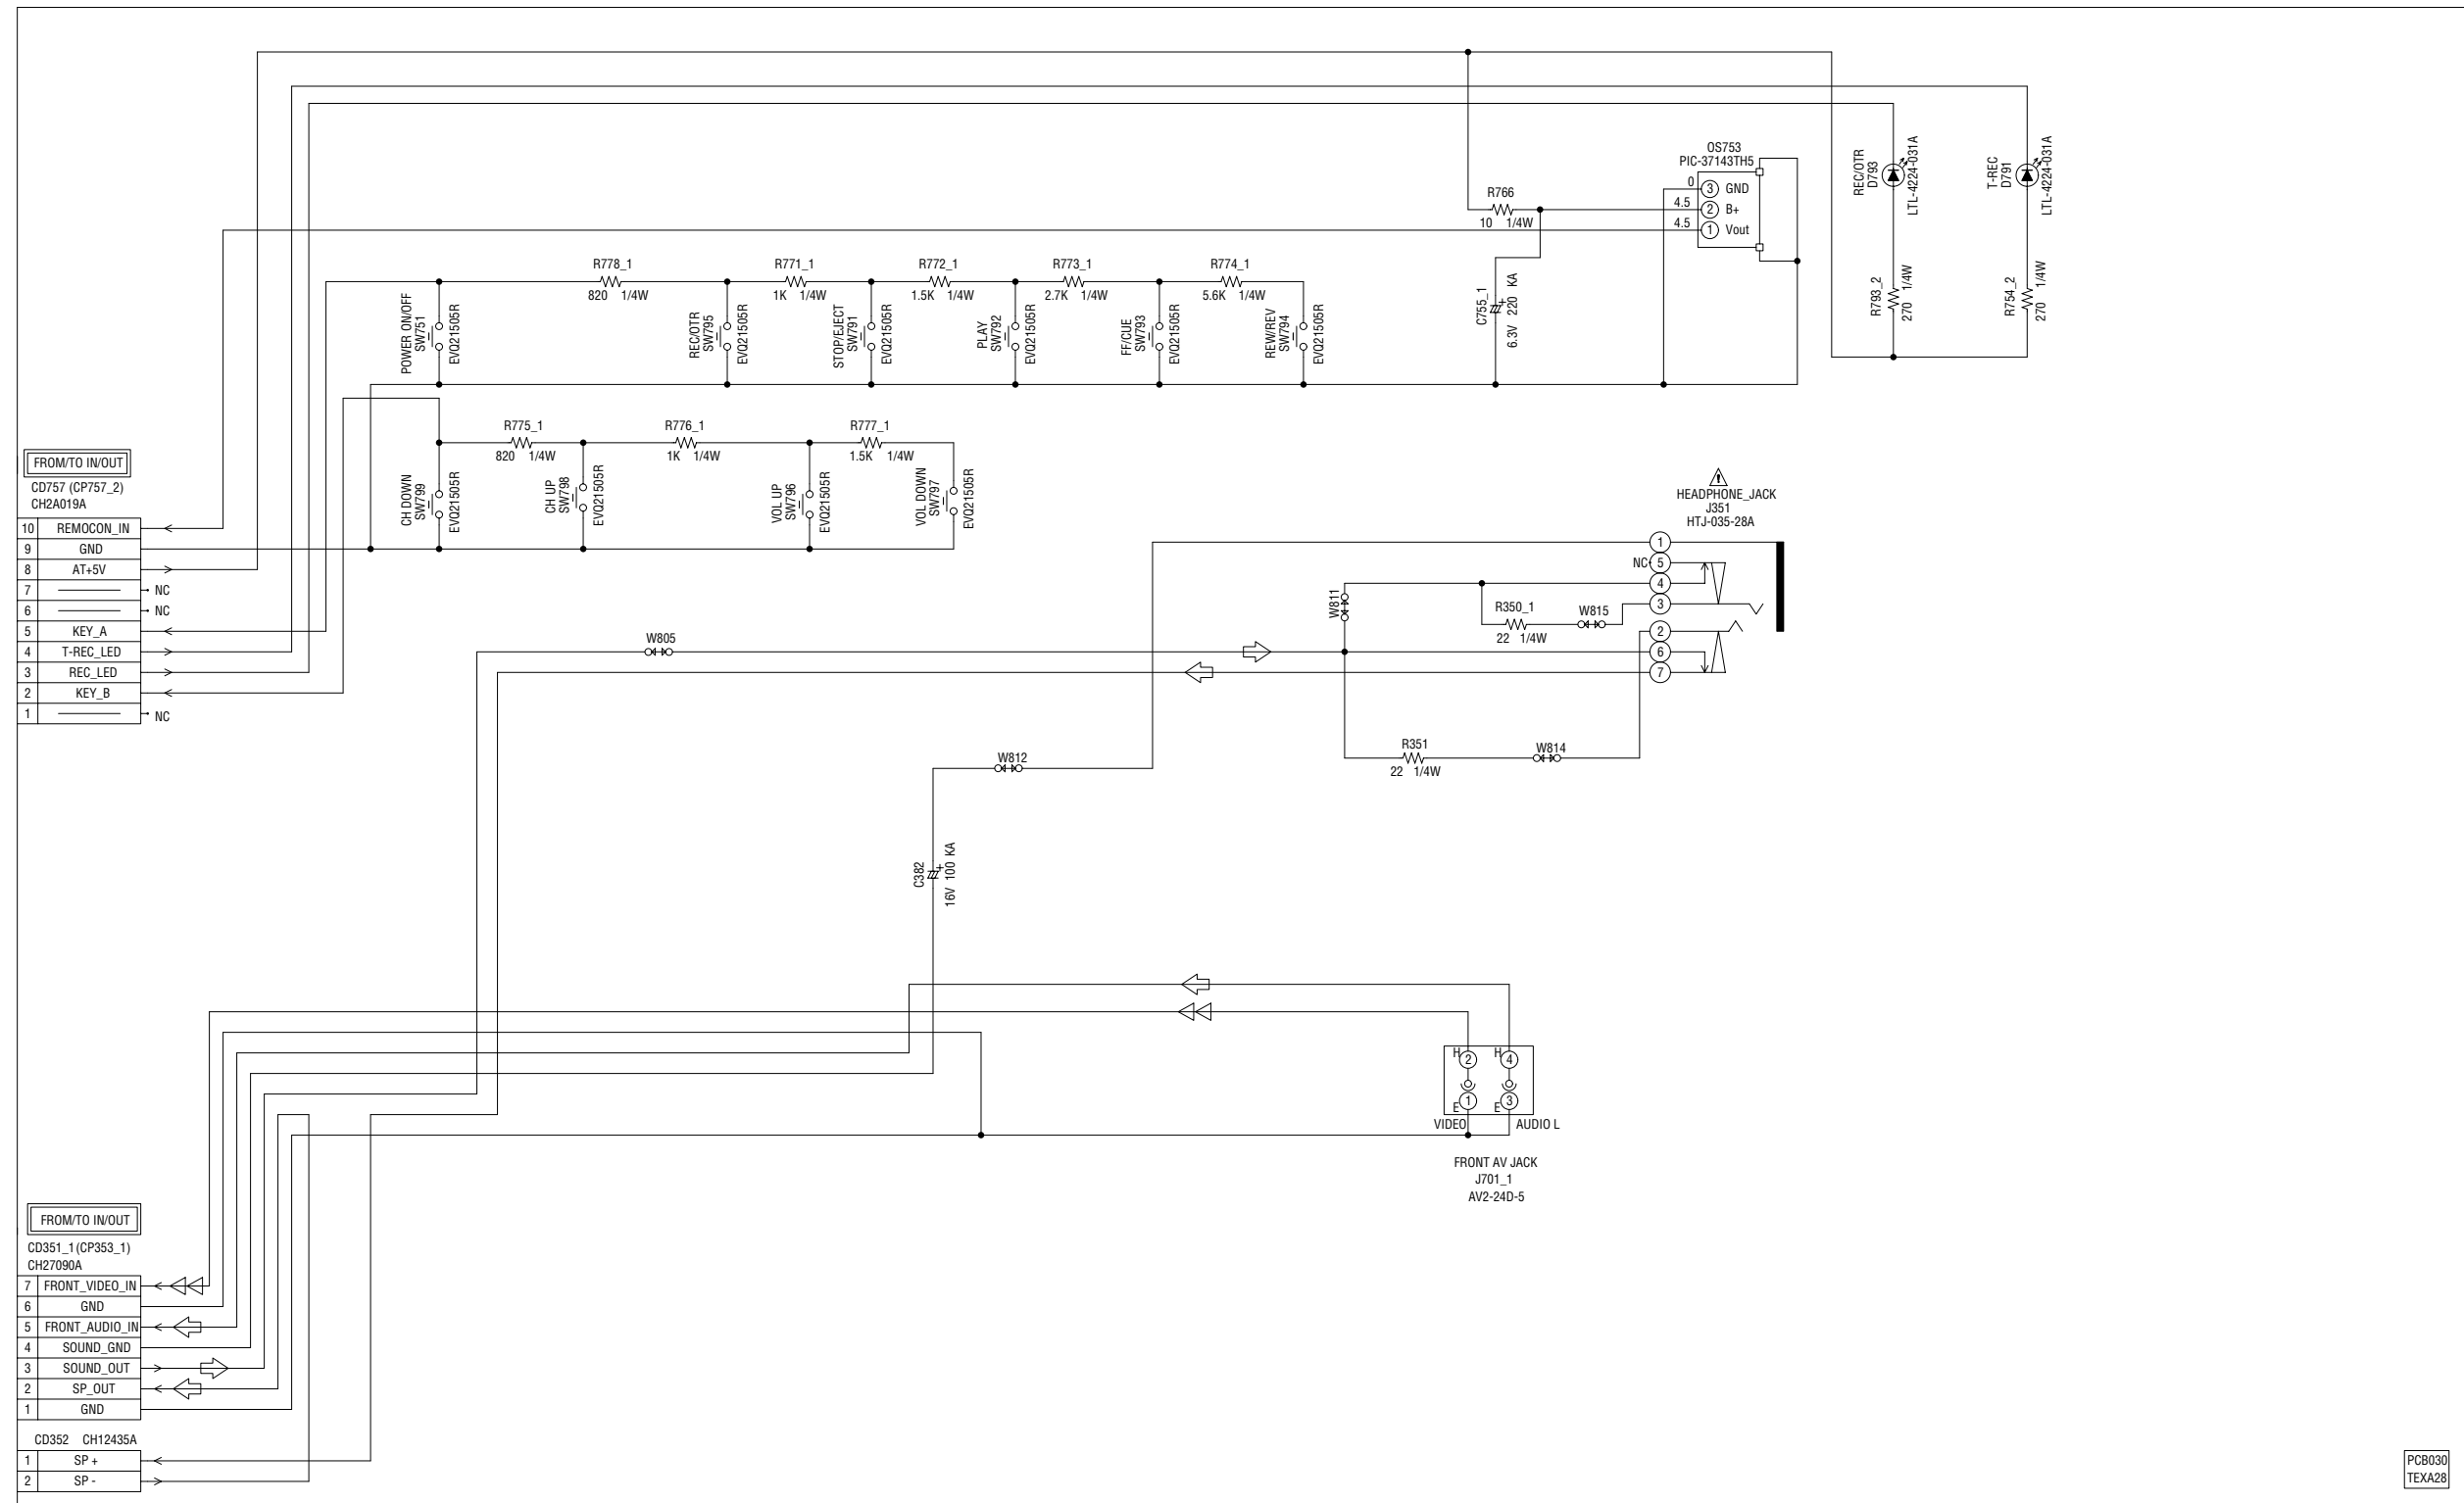 OS753
PIC-37143TH5
0
3
GND
4.5
2
B+
4.5
1
Vout
R766
10 1/4W
REC/OTR
D793
LTL-4224-031A
T-REC
D791
LTL-4224-031A
R793_2
270 1/4W
R754_2
270 1/4W
C755_1
6.3V 220 KA
R778_1
820 1/4W
R771_1
1K 1/4W
R772_1
1.5K 1/4W
R773_1
2.7K 1/4W
R774_1
5.6K 1/4W
POWER ON/OFF
SW751
EVQ21505R
REC/OTR
SW795
EVQ21505R
STOP/EJECT
SW791
EVQ21505R
PLAY
SW792
EVQ21505R
FF/CUE
SW793
EVQ21505R
REW/REV
SW794
EVQ21505R
R775_1
820 1/4W
R776_1
1K 1/4W
R777_1
1.5K 1/4W
CH DOWN
SW799
EVQ21505R
CH UP
SW798
EVQ21505R
VOL UP
SW796
EVQ21505R
VOL DOWN
SW797
EVQ21505R
FROM/TO IN/OUT
CD757 (CP757_2)
CH2A019A
10 REMOCON_IN
9 GND
8 AT+5V
7 NC
6 NC
5 KEY_A
4 T-REC_LED
3 REC_LED
2 KEY_B
1 NC
HEADPHONE_JACK
J351
HTJ-035-28A
1
NC 5
4
3
2
6
7
W811
R350_1
22 1/4W
W815
W805
R351
22 1/4W
W814
W812
C382
16V 100 KA
H 2
H 4
E 1
E 3
VIDEO
AUDIO L
FRONT AV JACK
J701_1
AV2-24D-5
FROM/TO IN/OUT
CD351_1(CP353_1)
CH27090A
7 FRONT_VIDEO_IN
6 GND
5 FRONT_AUDIO_IN
4 SOUND_GND
3 SOUND_OUT
2 SP_OUT
1 GND
CD352 CH12435A
1 SP +
2 SP -
PCB030
TEXA28